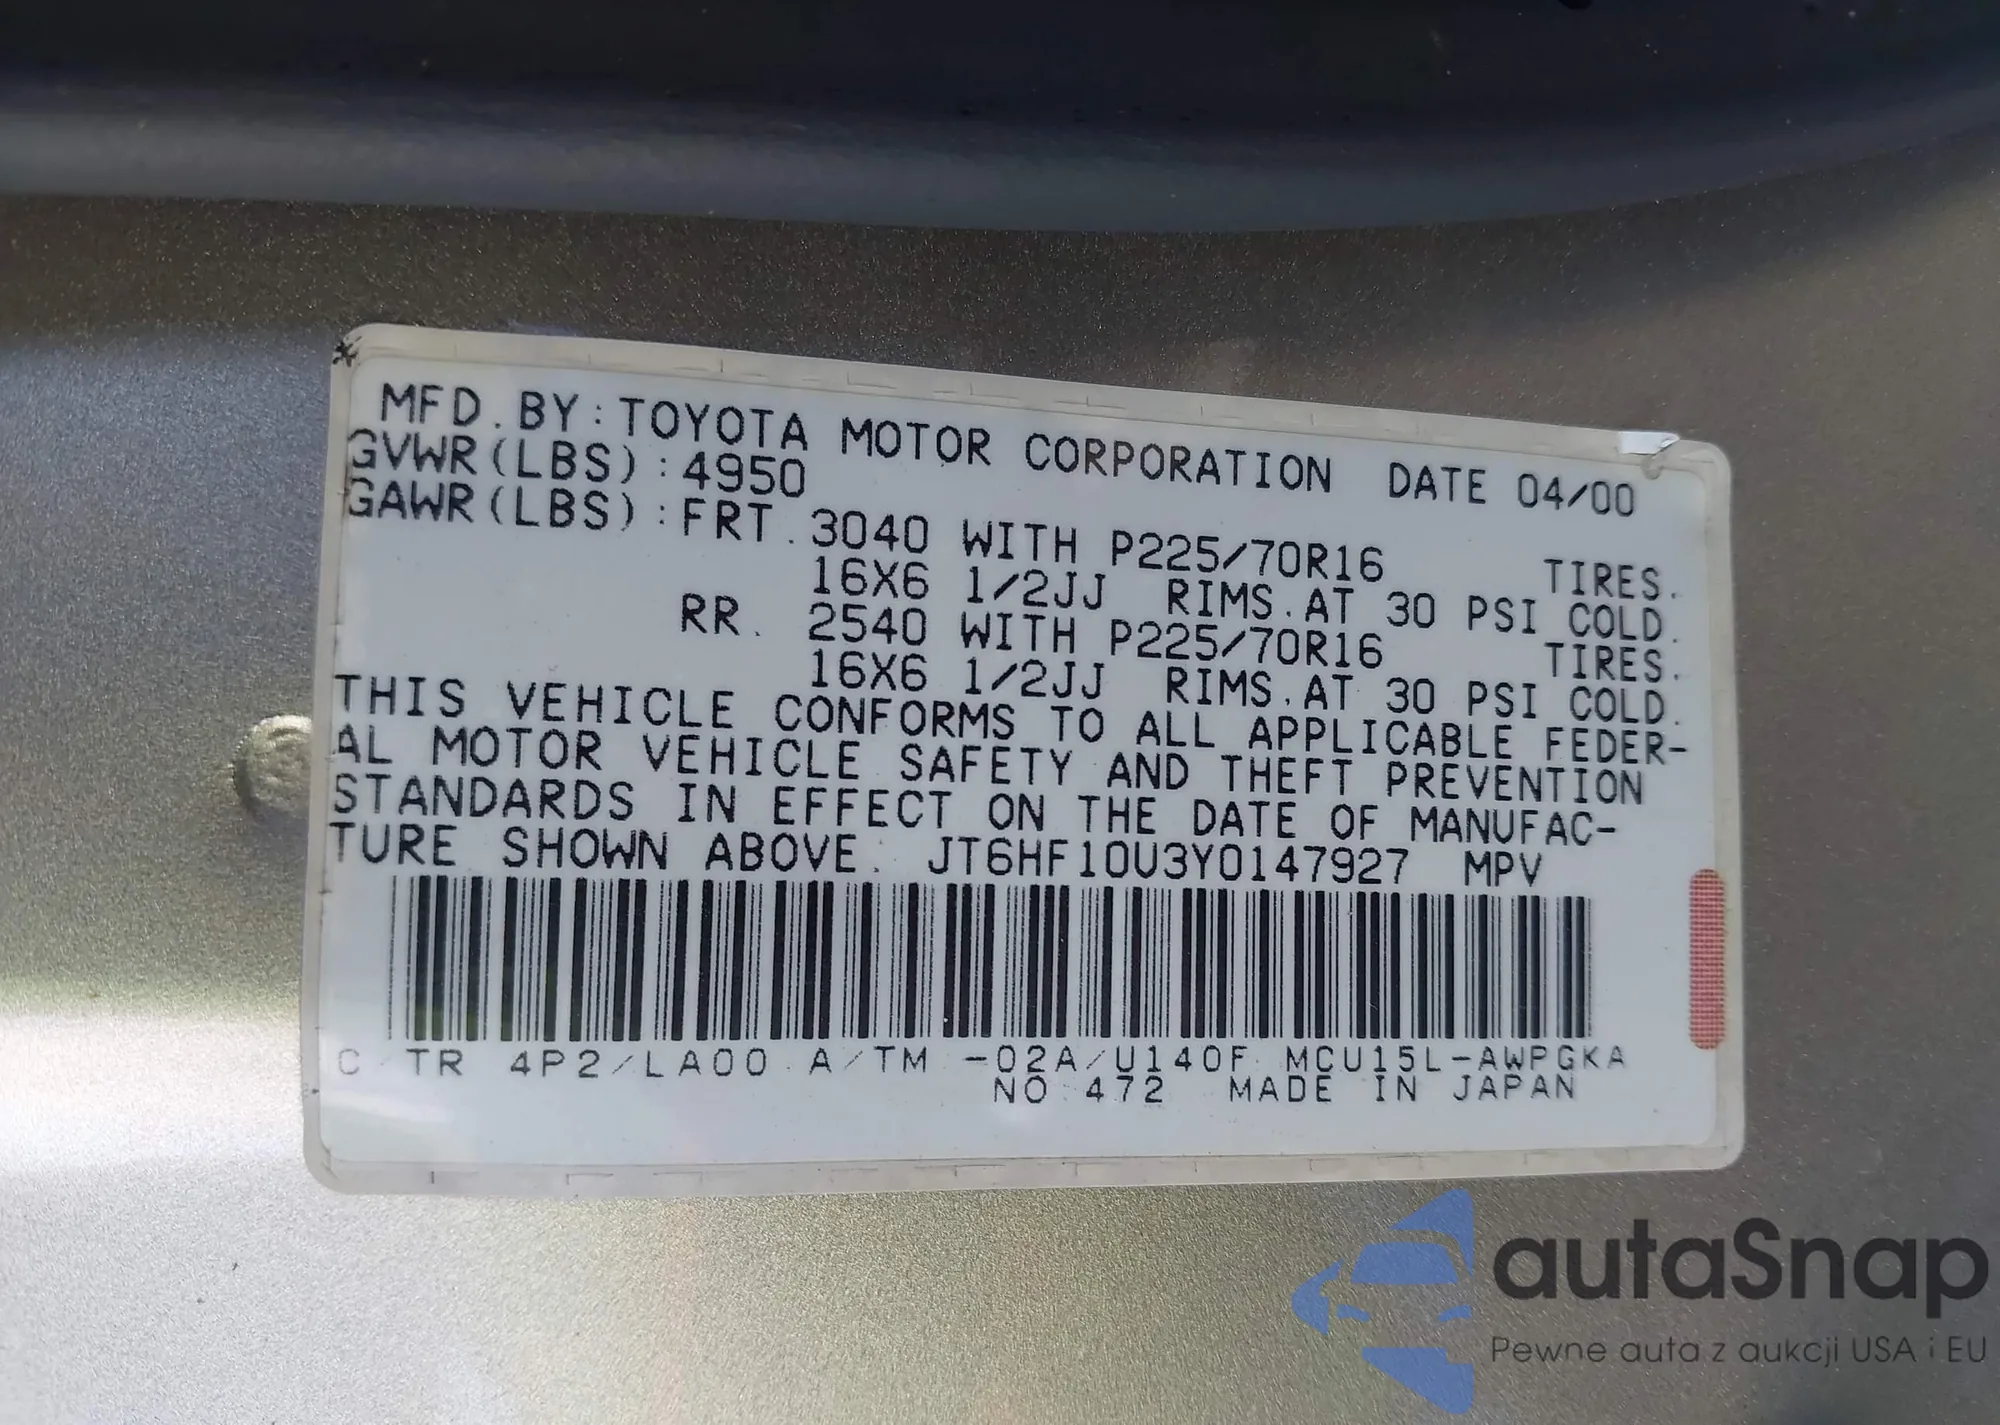 MFD. BY: TOYOTA MOTOR CORPORATION DATE 04/00
GVWR(LBS): 4950
GAWR(LBS): FRT. 3040 WITH P225/70R16 TIRES.
16X6 1/2JJ RIMS. AT 30 PSI COLD.
RR. 2540 WITH P225/70R16 TIRES.
16X6 1/2JJ RIMS. AT 30 PSI COLD.
THIS VEHICLE CONFORMS TO ALL APPLICABLE FEDER-
AL MOTOR VEHICLE SAFETY AND THEFT PREVENTION
STANDARDS IN EFFECT ON THE DATE OF MANUFAC-
TURE SHOWN ABOVE. JT6HF10U3Y0147927 MPV
C/TR 4P2/LA00 A/TM -02A/U140F MCU15L-AWPGKA
NO. 472 MADE IN JAPAN
autaSnap
Pewne auta z aukcji USA i EU